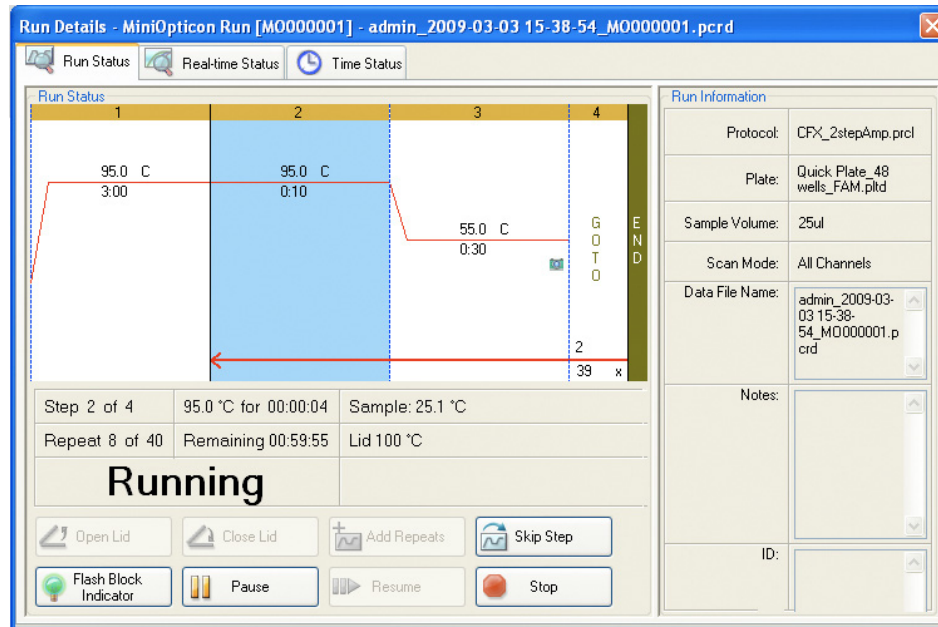 Run Details - MiniOpticon Run [MO000001] - admin_2009-03-03 15-38-54_MO000001.pcrd
Run Status
Real-time Status
Time Status
Run Status
1
2
3
4
95.0 C
3:00
95.0 C
0:10
55.0 C
0:30
G
O
T
O
E
N
D
2
39 x
Step 2 of 4
95.0 °C for 00:00:04
Sample: 25.1 °C
Repeat 8 of 40
Remaining 00:59:55
Lid 100 °C
Running
Open Lid
Close Lid
Add Repeats
Skip Step
Flash Block
Indicator
Pause
Resume
Stop
Run Information
Protocol:
CFX_2stepAmp.prcl
Plate:
Quick Plate_48
wells_FAM.pltd
Sample Volume:
25ul
Scan Mode:
All Channels
Data File Name:
admin_2009-03-
03 15-38-
54_MO000001.p
crd
Notes:
ID: